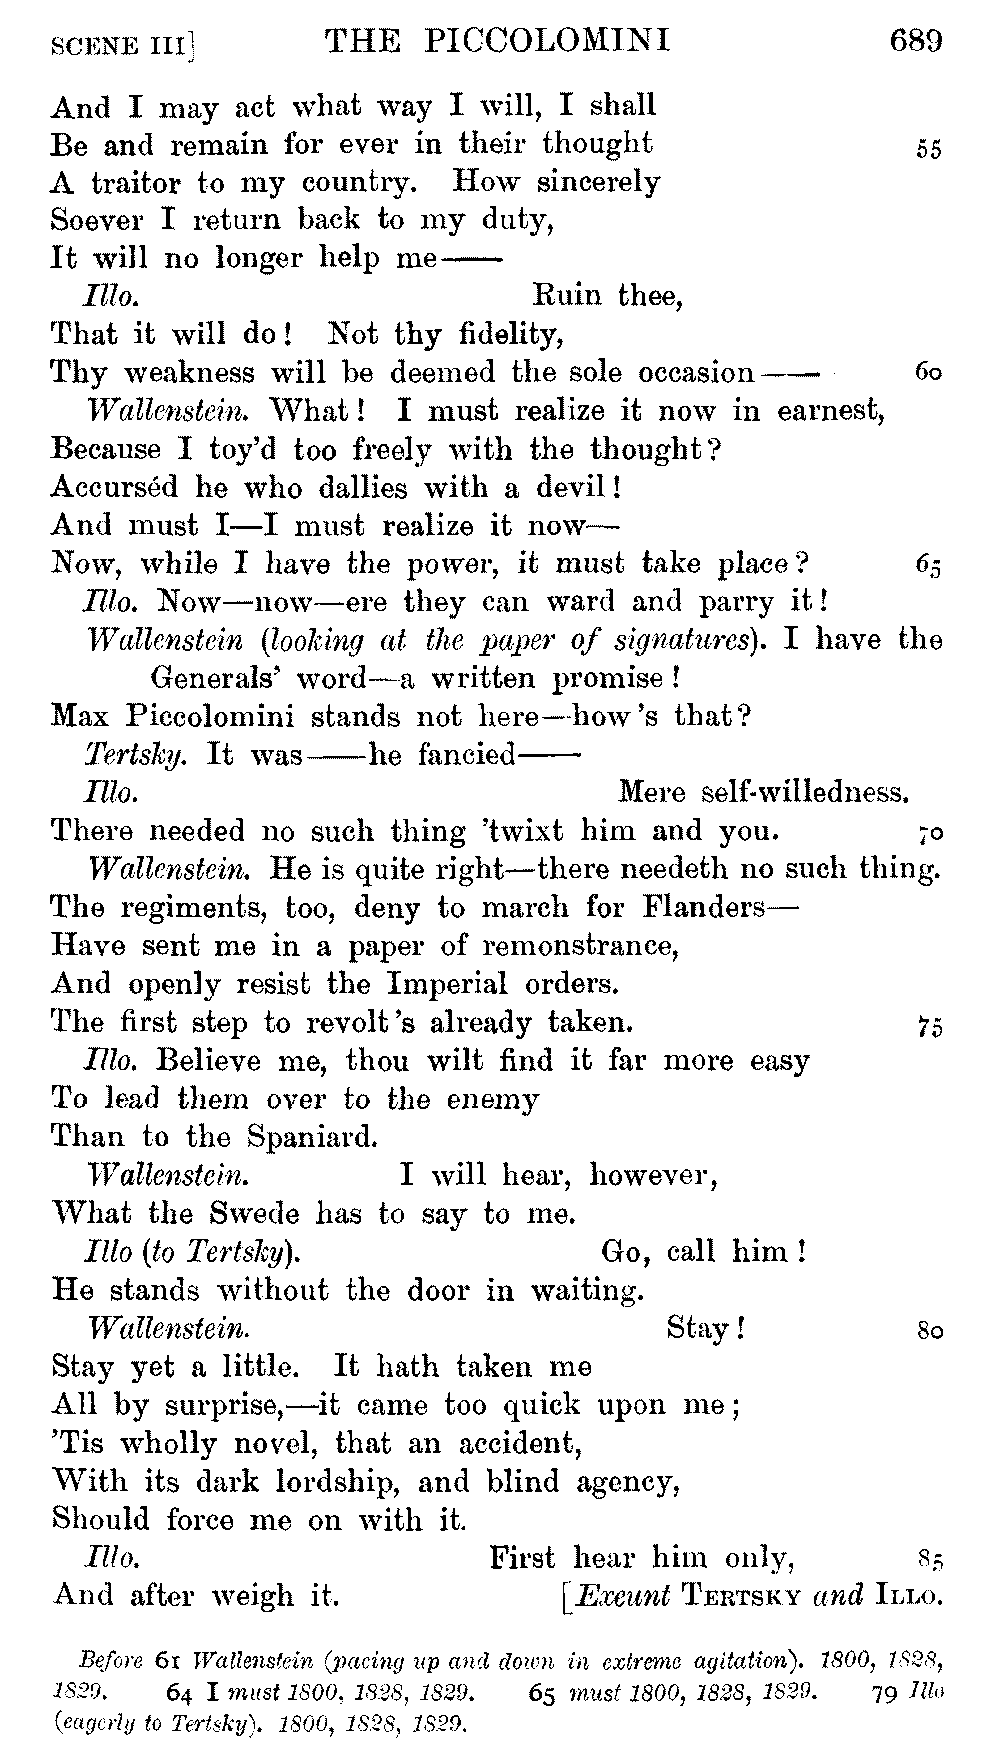 SCENE III] THE PICCOLOMINI 689
And I may act what way I will, I shall
Be and remain for ever in their thought 55
A traitor to my country. How sincerely
Soever I return back to my duty,
It will no longer help me——
Illo. Ruin thee,
That it will do! Not thy fidelity,
Thy weakness will be deemed the sole occasion—— 60
Wallenstein. What! I must realize it now in earnest,
Because I toy'd too freely with the thought?
Accurséd he who dallies with a devil!
And must I—I must realize it now—
Now, while I have the power, it must take place? 65
Illo. Now—now—ere they can ward and parry it!
Wallenstein (looking at the paper of signatures). I have the
Generals' word—a written promise!
Max Piccolomini stands not here—how's that?
Tertsky. It was——he fancied——
Illo. Mere self-willedness.
There needed no such thing 'twixt him and you. 70
Wallenstein. He is quite right—there needeth no such thing.
The regiments, too, deny to march for Flanders—
Have sent me in a paper of remonstrance,
And openly resist the Imperial orders.
The first step to revolt's already taken. 75
Illo. Believe me, thou wilt find it far more easy
To lead them over to the enemy
Than to the Spaniard.
Wallenstein. I will hear, however,
What the Swede has to say to me.
Illo (to Tertsky). Go, call him!
He stands without the door in waiting.
Wallenstein. Stay! 80
Stay yet a little. It hath taken me
All by surprise,—it came too quick upon me;
'Tis wholly novel, that an accident,
With its dark lordship, and blind agency,
Should force me on with it.
Illo. First hear him only, 85
And after weigh it. [Exeunt TERTSKY and ILLO.
Before 61 Wallenstein (pacing up and down in extreme agitation). 1800, 1828,
1829. 64 I must 1800, 1828, 1829. 65 must 1800, 1828, 1829. 79 Illo
(eagerly to Tertsky). 1800, 1828, 1829.